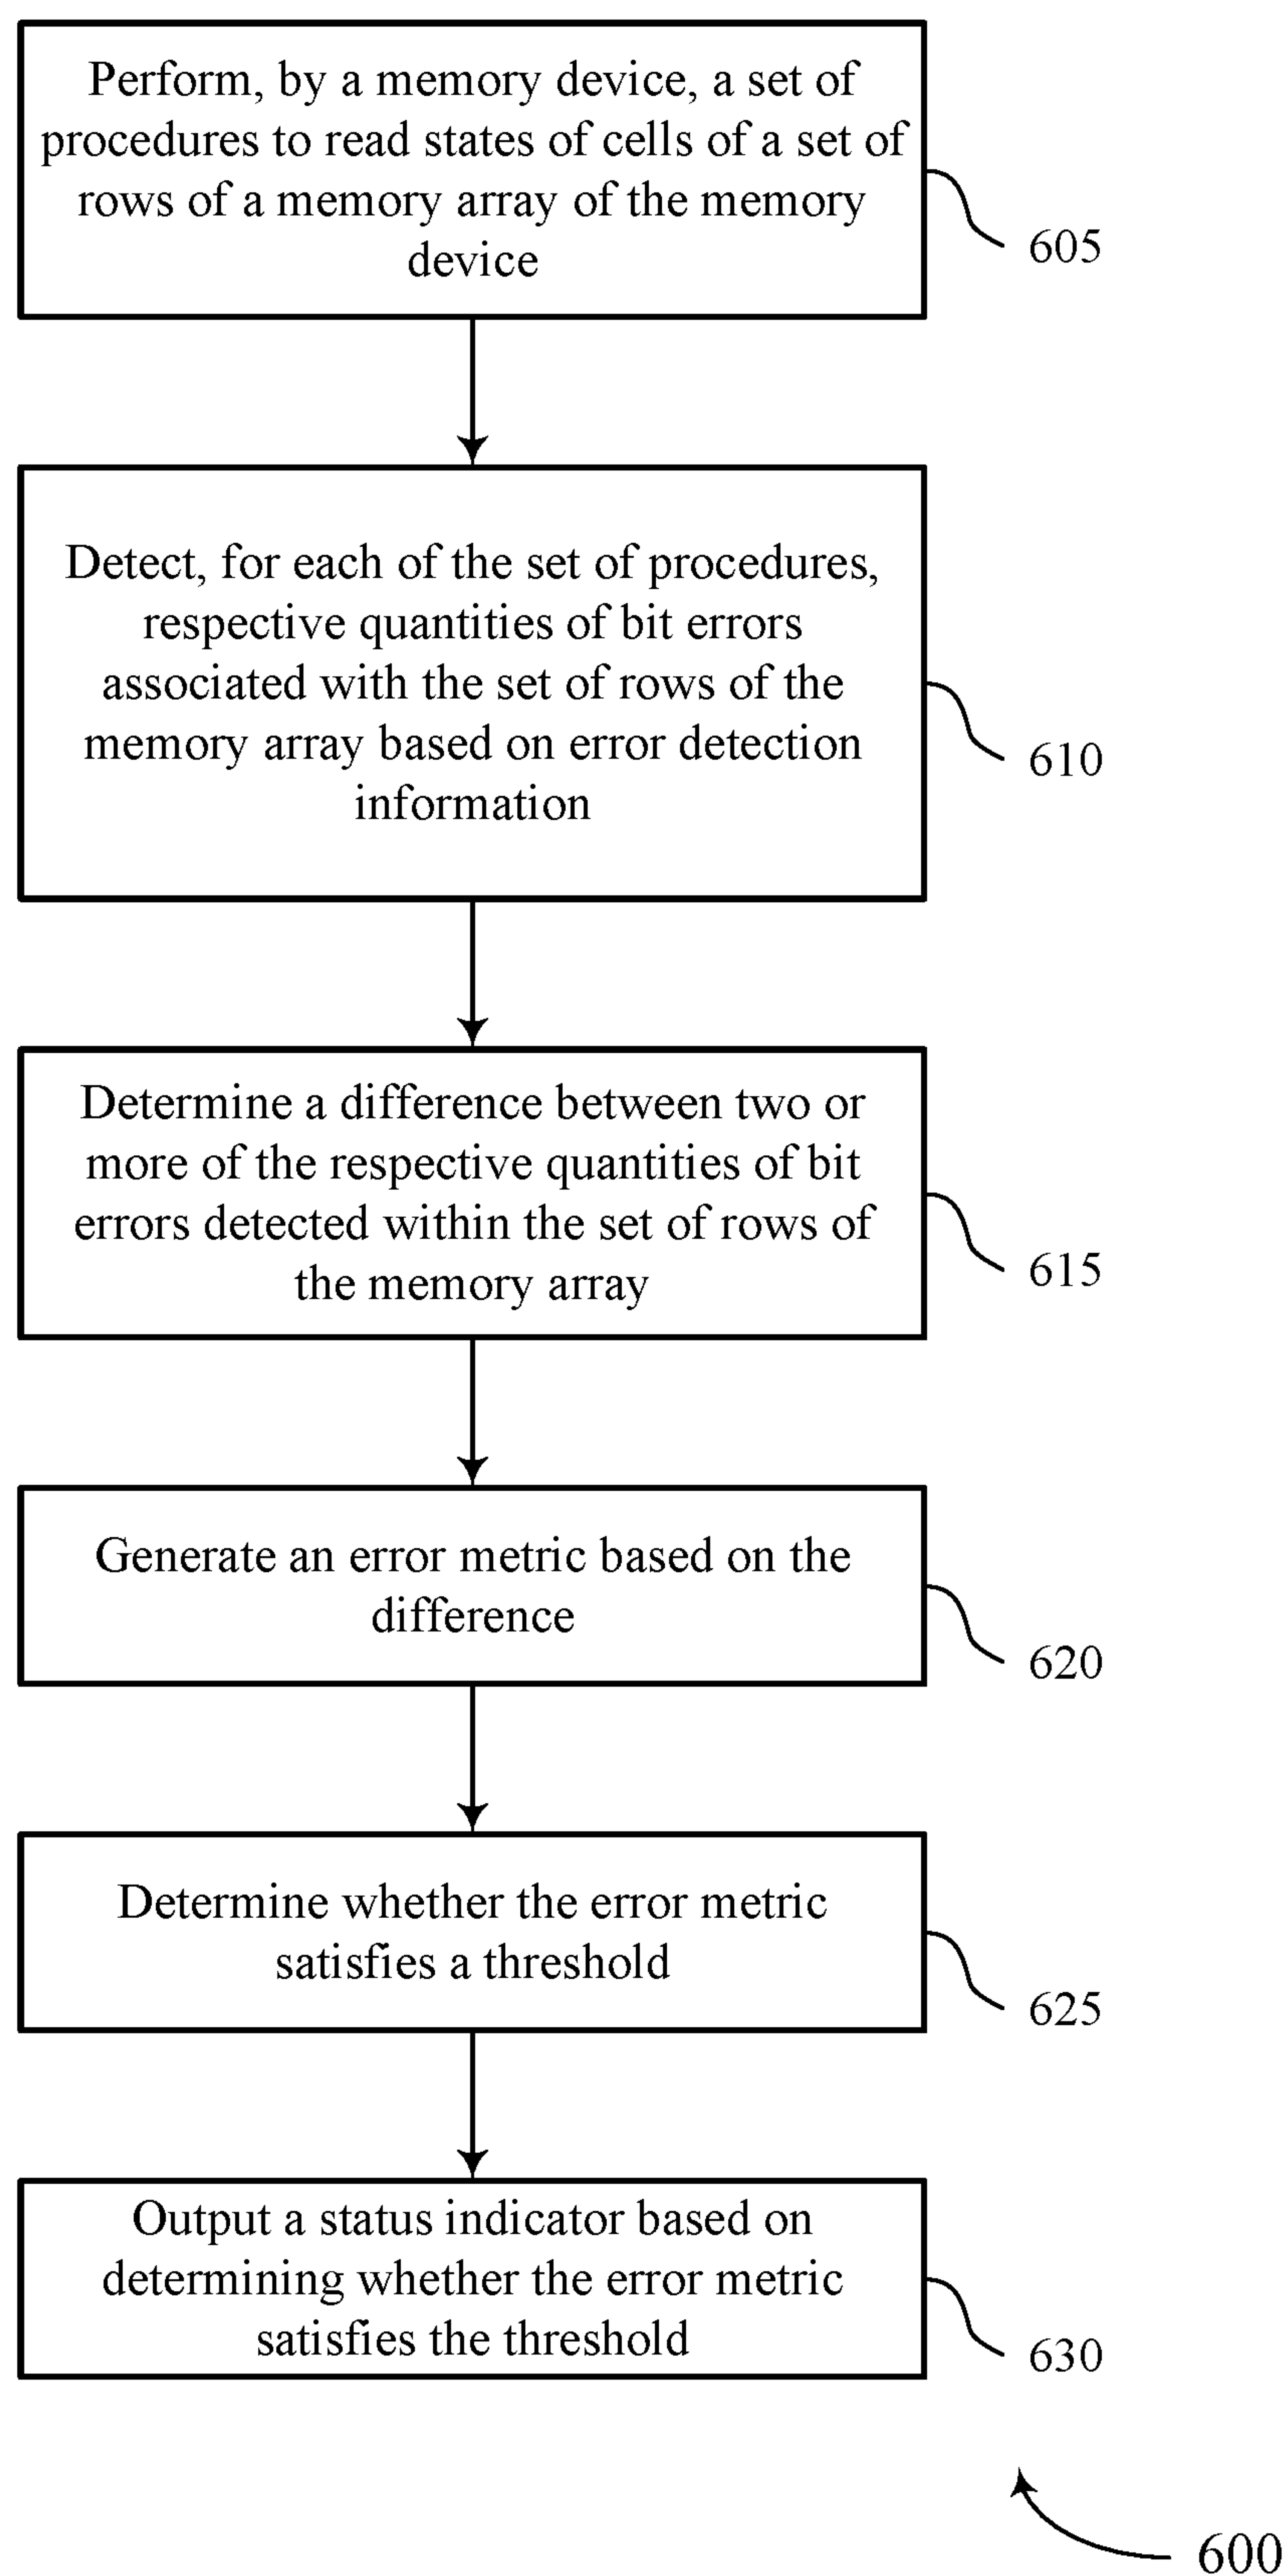 Perform, by a memory device, a set of
procedures to read states of cells of a set of
rows of a memory array of the memory
device
605
Detect, for each of the set of procedures,
respective quantities of bit errors
associated with the set of rows of the
memory array based on error detection
information
610
Determine a difference between two or
more of the respective quantities of bit
errors detected within the set of rows of
the memory array
615
Generate an error metric based on the
difference
620
Determine whether the error metric
satisfies a threshold
625
Output a status indicator based on
determining whether the error metric
satisfies the threshold
630
600